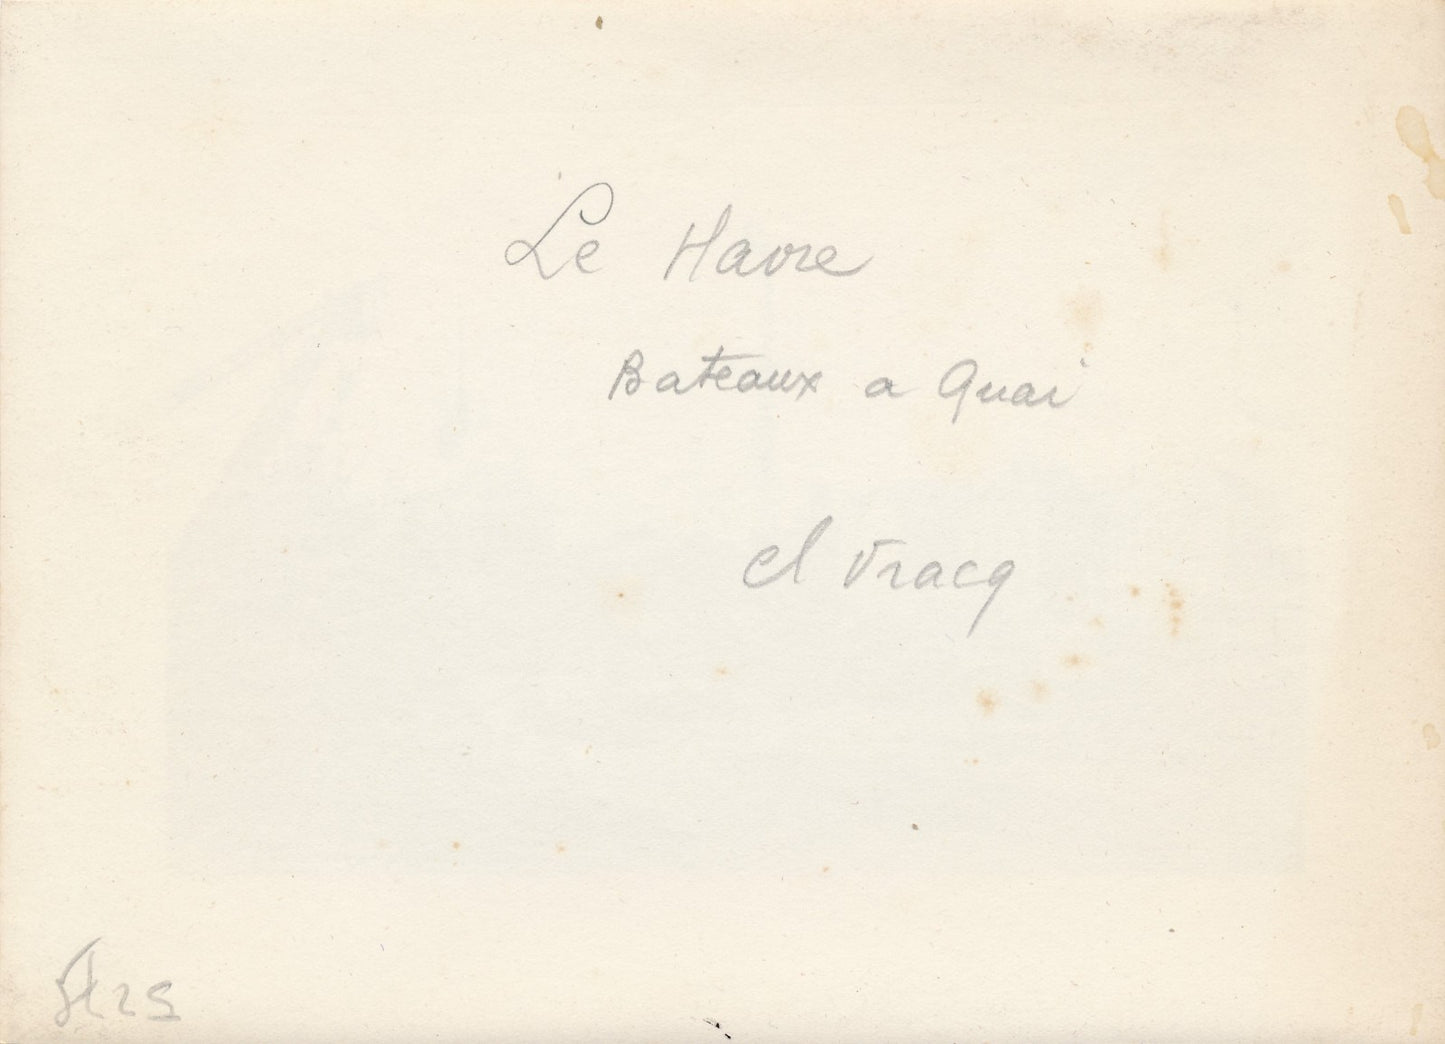 Le Havre
Bateaux a Quai
cl Vracq